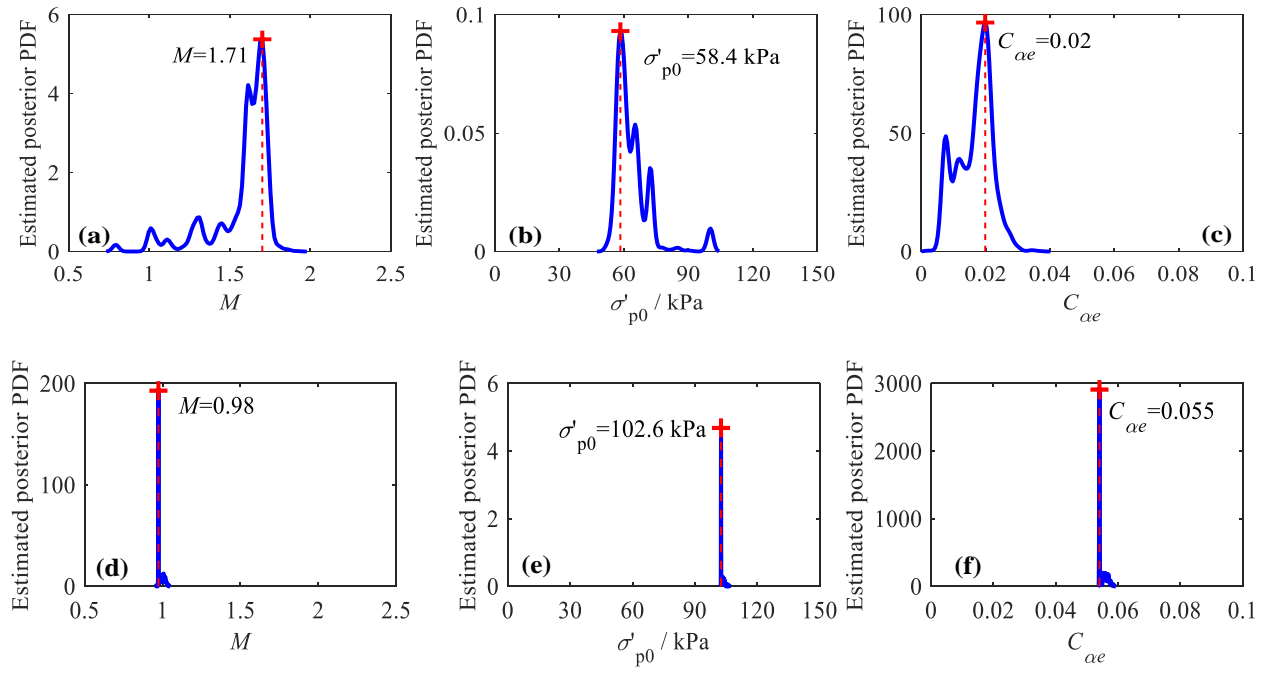 Estimated posterior PDF
6
4
2
0
M=1.71
(a)
0.5
1
1.5
2
2.5
M
Estimated posterior PDF
0.1
0.05
0
σ'p0=58.4 kPa
(b)
0
30
60
90
120
150
σ'p0 / kPa
Estimated posterior PDF
100
50
0
Cαe=0.02
(c)
0
0.02
0.04
0.06
0.08
0.1
Cαe
Estimated posterior PDF
200
100
0
M=0.98
(d)
0.5
1
1.5
2
2.5
M
Estimated posterior PDF
6
4
2
0
σ'p0=102.6 kPa
(e)
0
30
60
90
120
150
σ'p0 / kPa
Estimated posterior PDF
3000
2000
1000
0
Cαe=0.055
(f)
0
0.02
0.04
0.06
0.08
0.1
Cαe